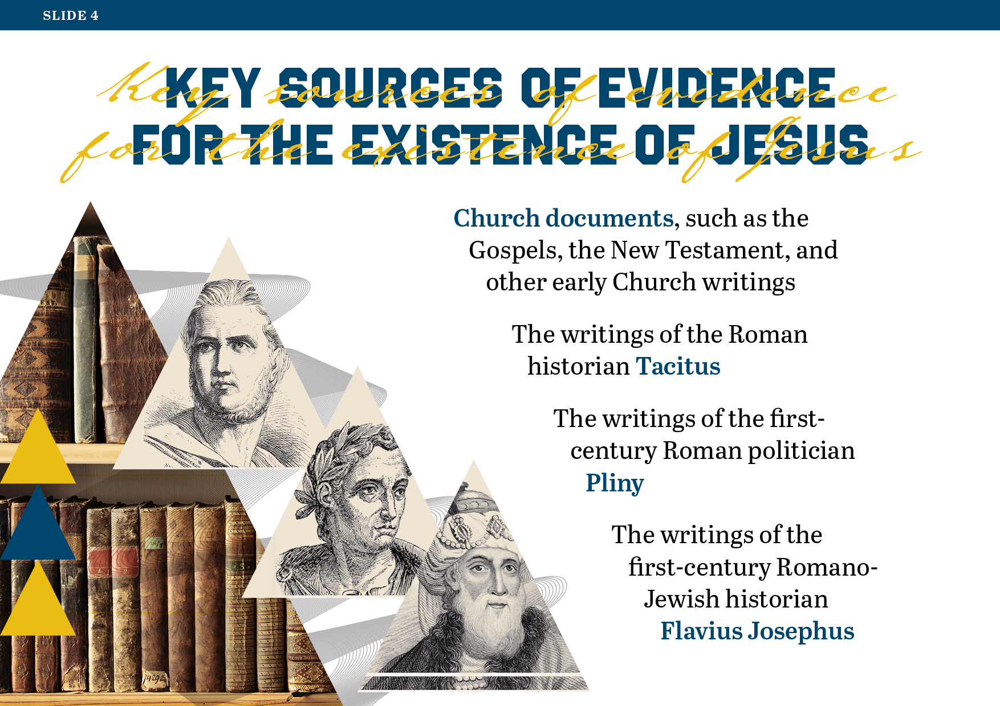 SLIDE 4
KEY SOURCES OF EVIDENCE
Key sources of evidence
FOR THE EXISTENCE OF JESUS
for the existence of Jesus
Church documents, such as the
Gospels, the New Testament, and
other early Church writings
The writings of the Roman
historian Tacitus
The writings of the first-
century Roman politician
Pliny
The writings of the
first-century Romano-
Jewish historian
Flavius Josephus
EST.
3